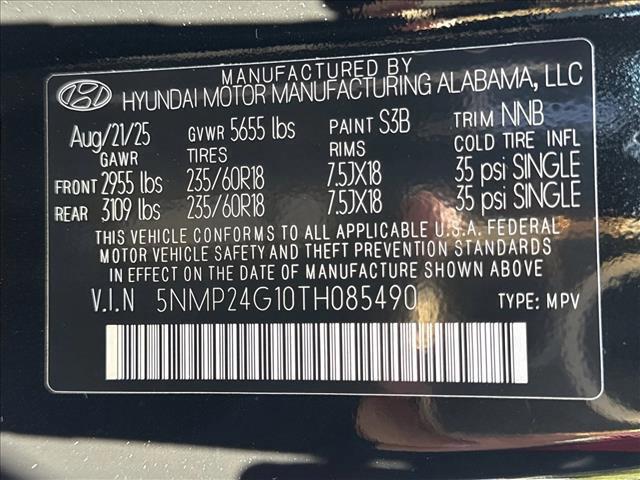 MANUFACTURED BY
HYUNDAI MOTOR MANUFACTURING ALABAMA, LLC
Aug/21/25 GVWR 5655 lbs PAINT S3B TRIM NNB
GAWR TIRES RIMS COLD TIRE INFL
FRONT 2955 lbs 235/60R18 7.5JX18 35 psi SINGLE
REAR 3109 lbs 235/60R18 7.5JX18 35 psi SINGLE
THIS VEHICLE CONFORMS TO ALL APPLICABLE U.S.A. FEDERAL
MOTOR VEHICLE SAFETY AND THEFT PREVENTION STANDARDS
IN EFFECT ON THE DATE OF MANUFACTURE SHOWN ABOVE
V.I.N 5NMP24G10TH085490 TYPE: MPV